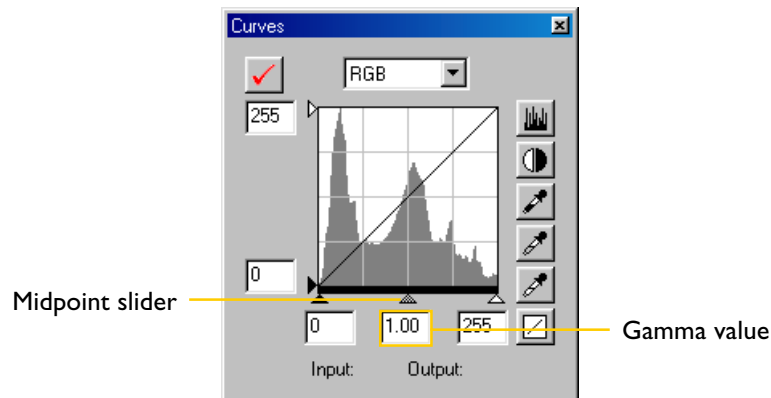 Curves
RGB
255
0
Midpoint slider
0 1.00 255
Gamma value
Input: Output: